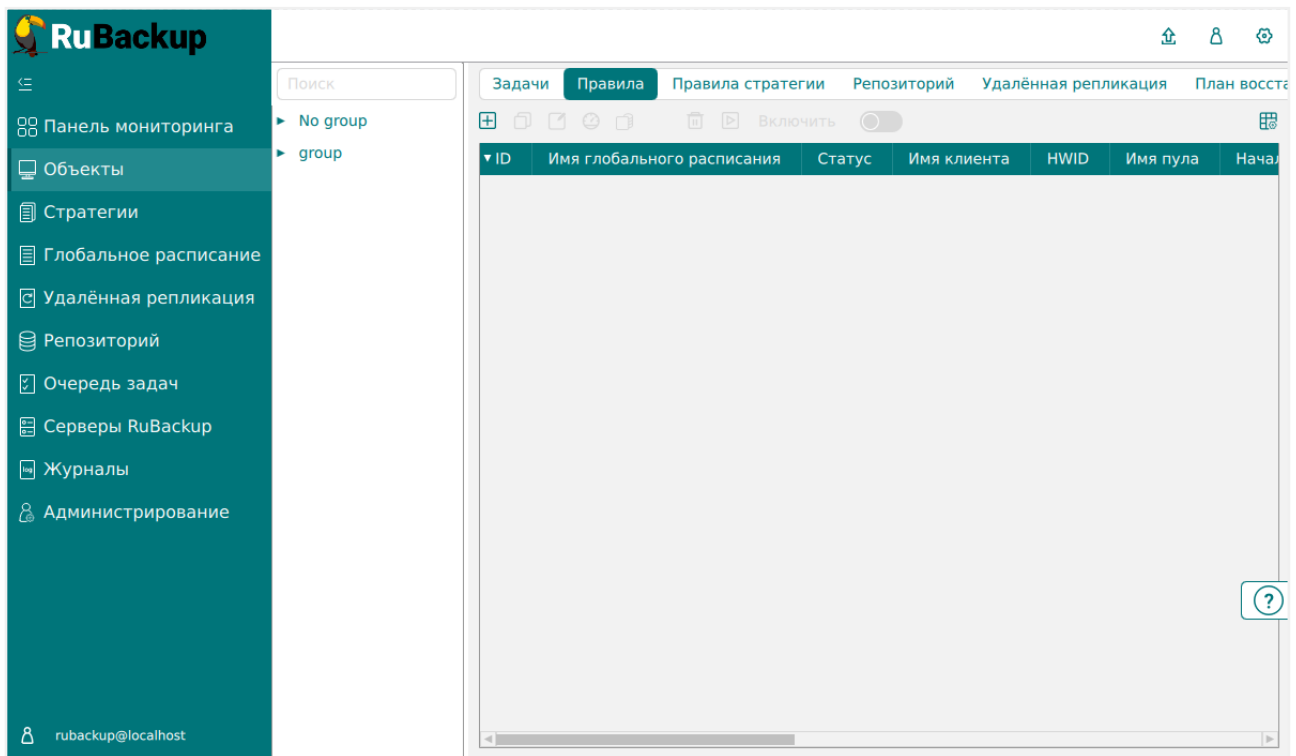 RuBackup
Панель мониторинга
Объекты
Стратегии
Глобальное расписание
Удалённая репликация
Репозиторий
Очередь задач
Серверы RuBackup
log Журналы
Администрирование
rubackup@localhost
Поиск
No group
group
Задачи Правила Правила стратегии Репозиторий Удалённая репликация План восста
Включить
ID Имя глобального расписания Статус Имя клиента HWID Имя пула Начал
?